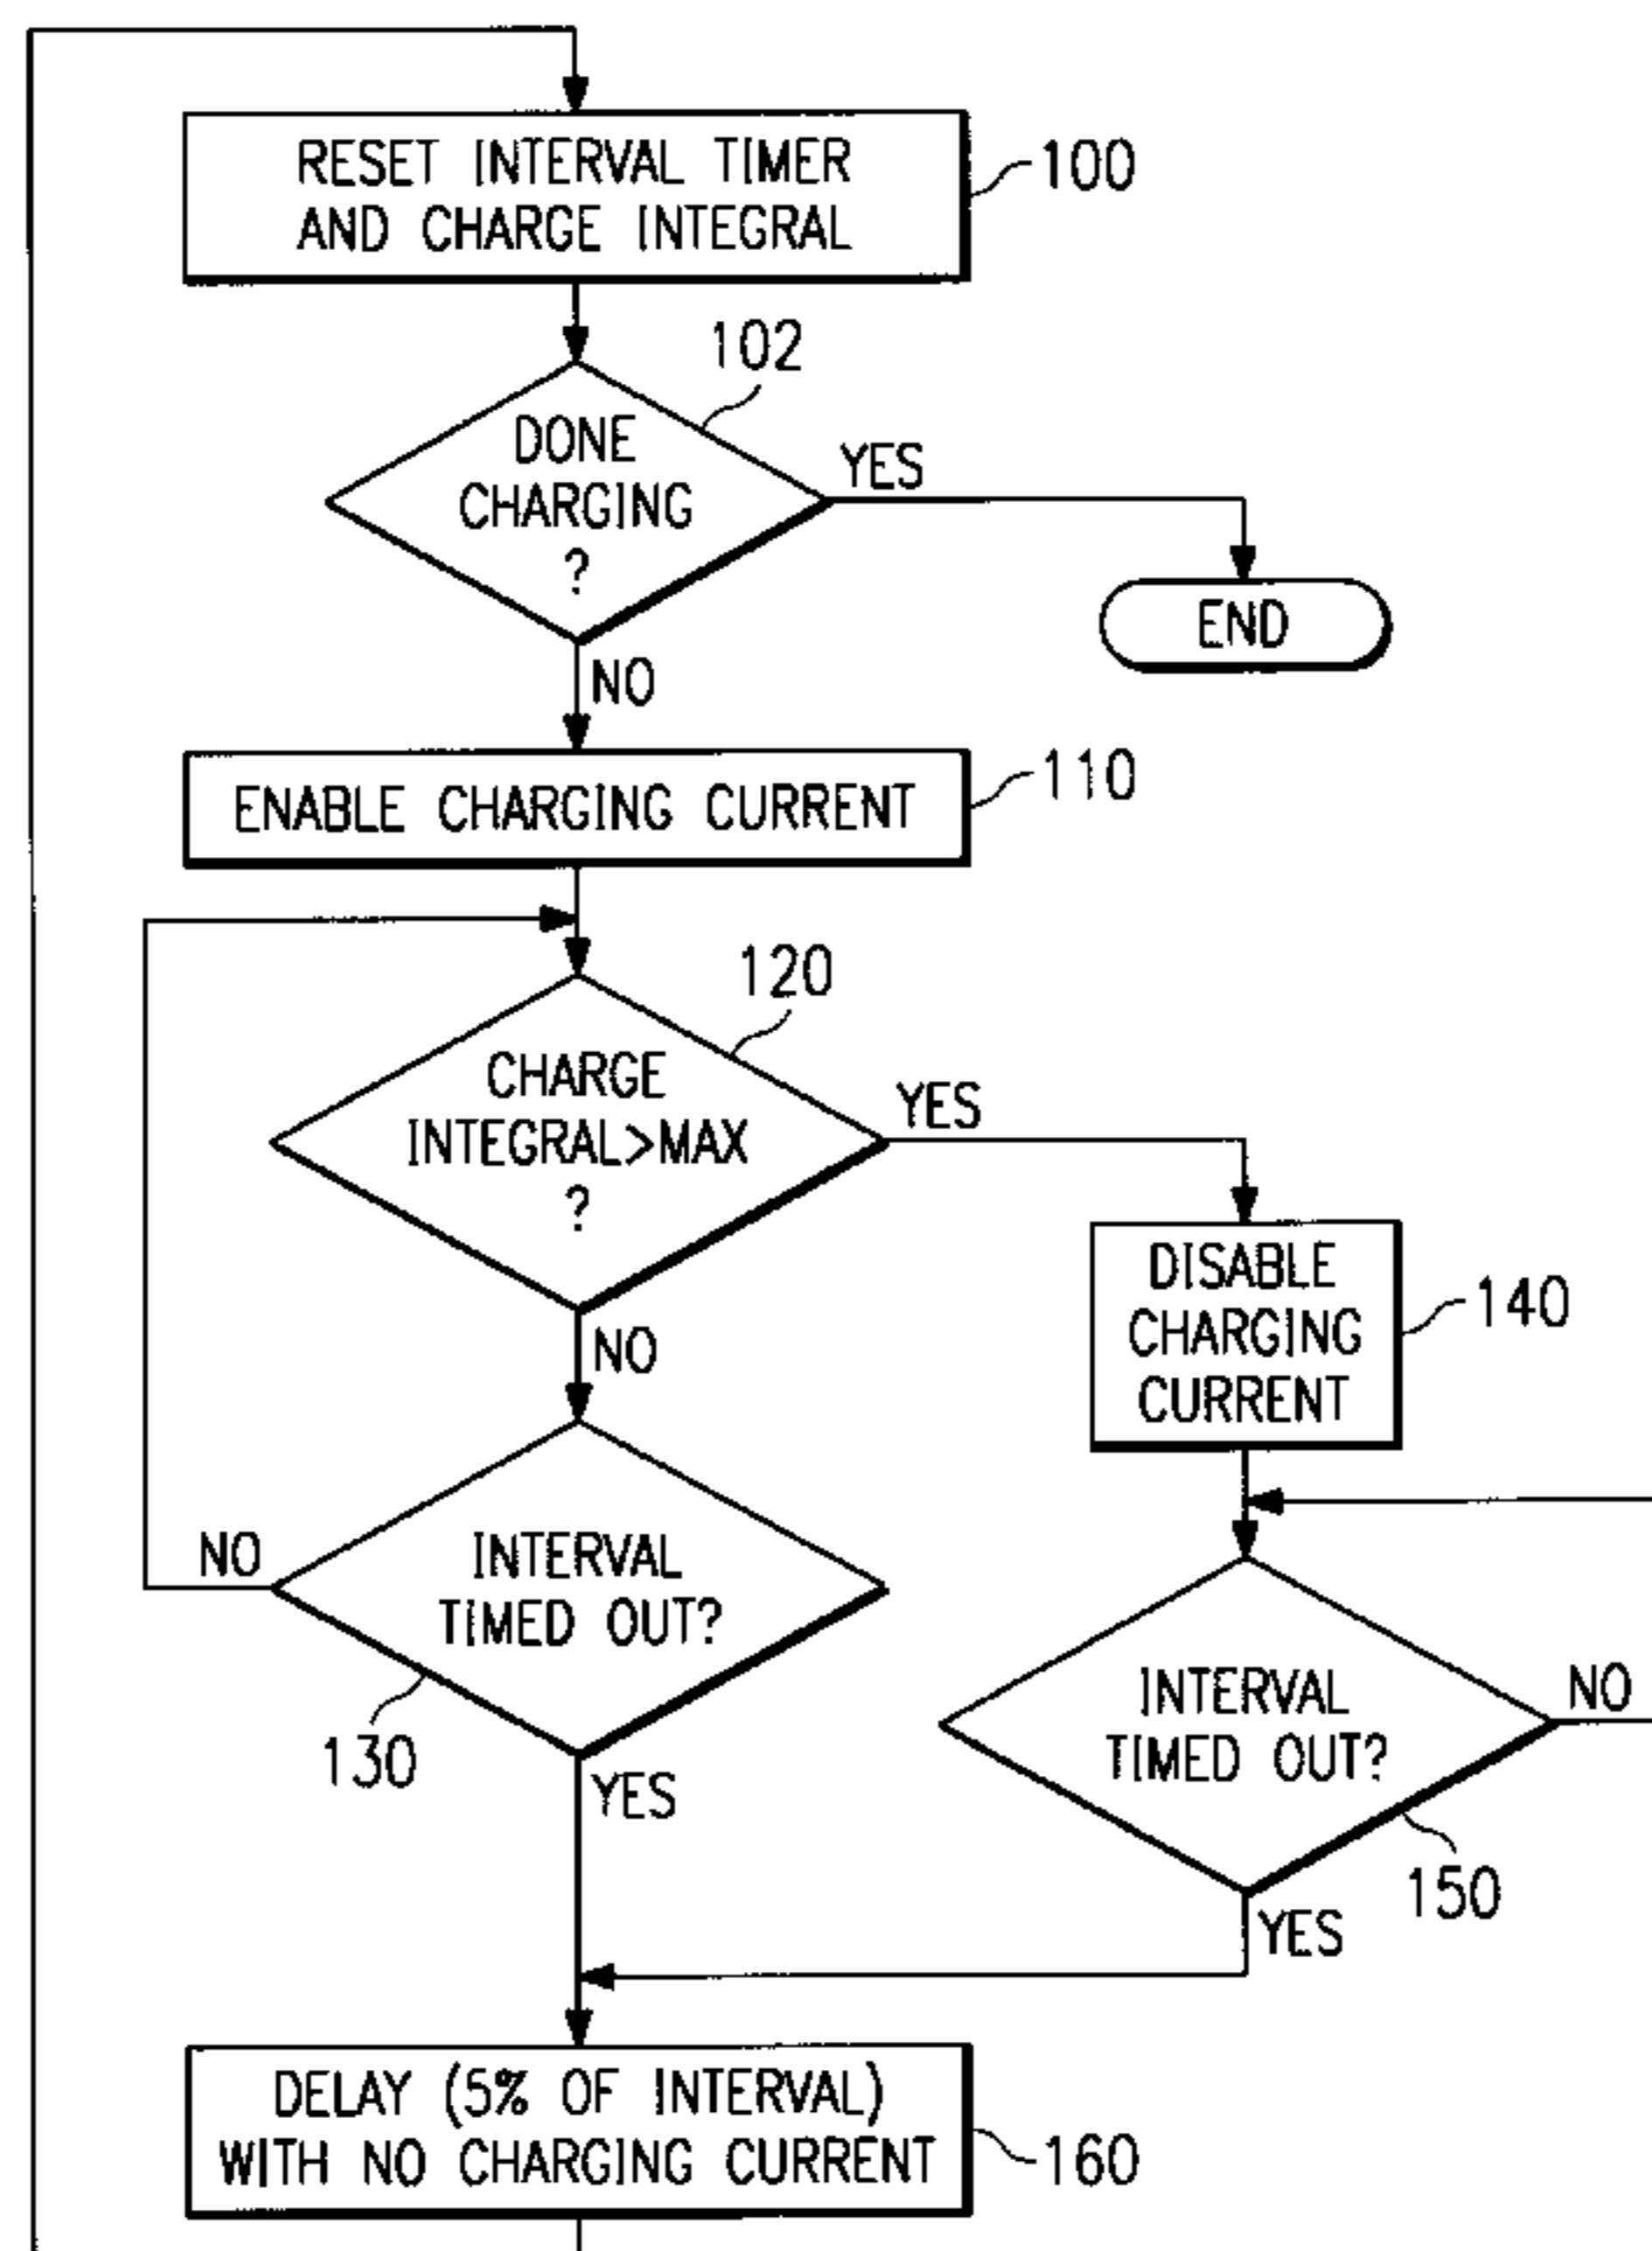 RESET INTERVAL TIMER
AND CHARGE INTEGRAL
100
102
DONE
CHARGING
?
YES
END
NO
ENABLE CHARGING CURRENT
110
120
CHARGE
INTEGRAL>MAX
?
YES
NO
DISABLE
CHARGING
CURRENT
140
INTERVAL
TIMED OUT?
NO
130
YES
INTERVAL
TIMED OUT?
NO
150
YES
DELAY (5% OF INTERVAL)
WITH NO CHARGING CURRENT
160